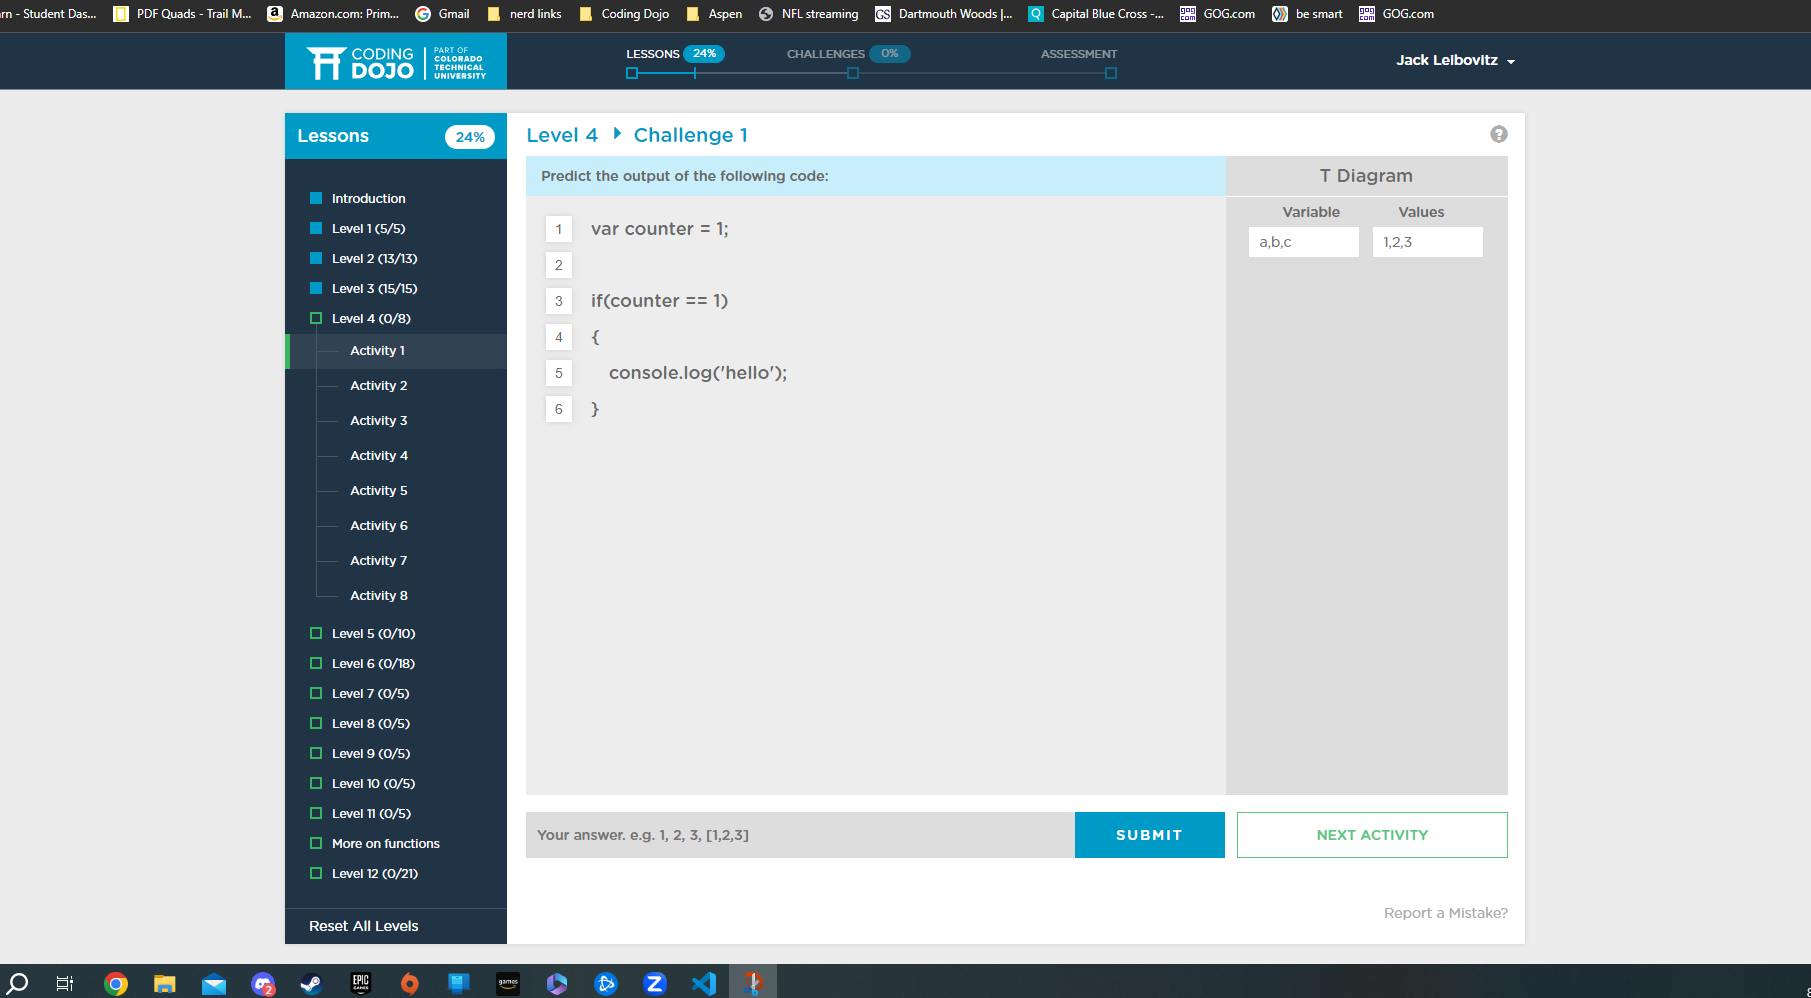 rn - Student Das...
PDF Quads - Trail M...
Amazon.com: Prim...
Gmail
nerd links
Coding Dojo
Aspen
NFL streaming
GS
Dartmouth Woods |...
Capital Blue Cross -...
GOG.com
be smart
GOG.com
CODING DOJO
PART OF COLORADO TECHNICAL UNIVERSITY
LESSONS 24%
CHALLENGES 0%
ASSESSMENT
Jack Leibovitz
Lessons 24%
Introduction
Level 1 (5/5)
Level 2 (13/13)
Level 3 (15/15)
Level 4 (0/8)
Activity 1
Activity 2
Activity 3
Activity 4
Activity 5
Activity 6
Activity 7
Activity 8
Level 5 (0/10)
Level 6 (0/18)
Level 7 (0/5)
Level 8 (0/5)
Level 9 (0/5)
Level 10 (0/5)
Level 11 (0/5)
More on functions
Level 12 (0/21)
Reset All Levels
Level 4 Challenge 1
?
Predict the output of the following code:
1 var counter = 1;
2
3 if(counter == 1)
4 {
5 console.log('hello');
6 }
T Diagram
Variable Values
a,b,c 1,2,3
Your answer. e.g. 1, 2, 3, [1,2,3]
SUBMIT
NEXT ACTIVITY
Report a Mistake?
2
EPIC GAMES
games
Z